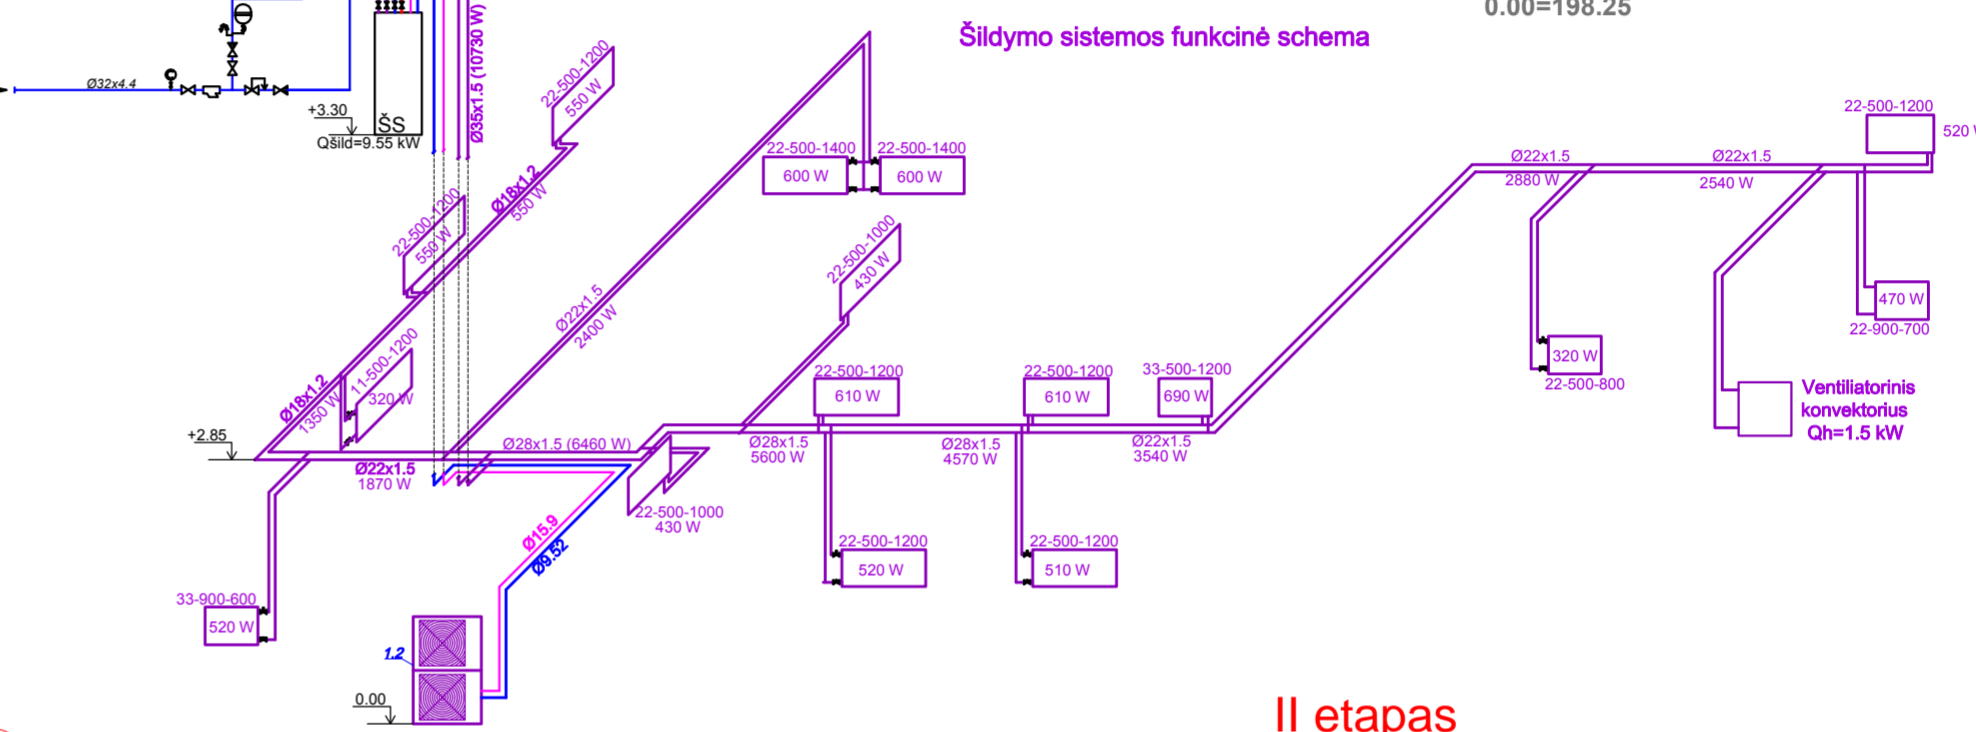 0.00=198.25
Šildymo sistemos funkcinė schema
Ø32x4.4
+3.30
ŠS
Qšild=9.55 kW
Ø35x1.5 (10730 W)
22-500-1200
550 W
Ø18x1.2
550 W
22-500-1200
550 W
22-500-1400
600 W
22-500-1400
600 W
22-500-1200
520 W
Ø22x1.5
2880 W
Ø22x1.5
2540 W
22-500-1000
430 W
Ø22x1.5
2400 W
470 W
22-900-700
320 W
22-500-800
Ventiliatorinis
konvektorius
Qh=1.5 kW
11-500-1200
320 W
Ø18x1.2
1350 W
22-500-1200
610 W
22-500-1200
610 W
33-500-1200
690 W
+2.85
Ø28x1.5 (6460 W)
Ø22x1.5
1870 W
Ø28x1.5
5600 W
Ø28x1.5
4570 W
Ø22x1.5
3540 W
22-500-1000
430 W
Ø15.9
Ø9.52
22-500-1200
520 W
22-500-1200
510 W
33-900-600
520 W
1.2
0.00
II etapas